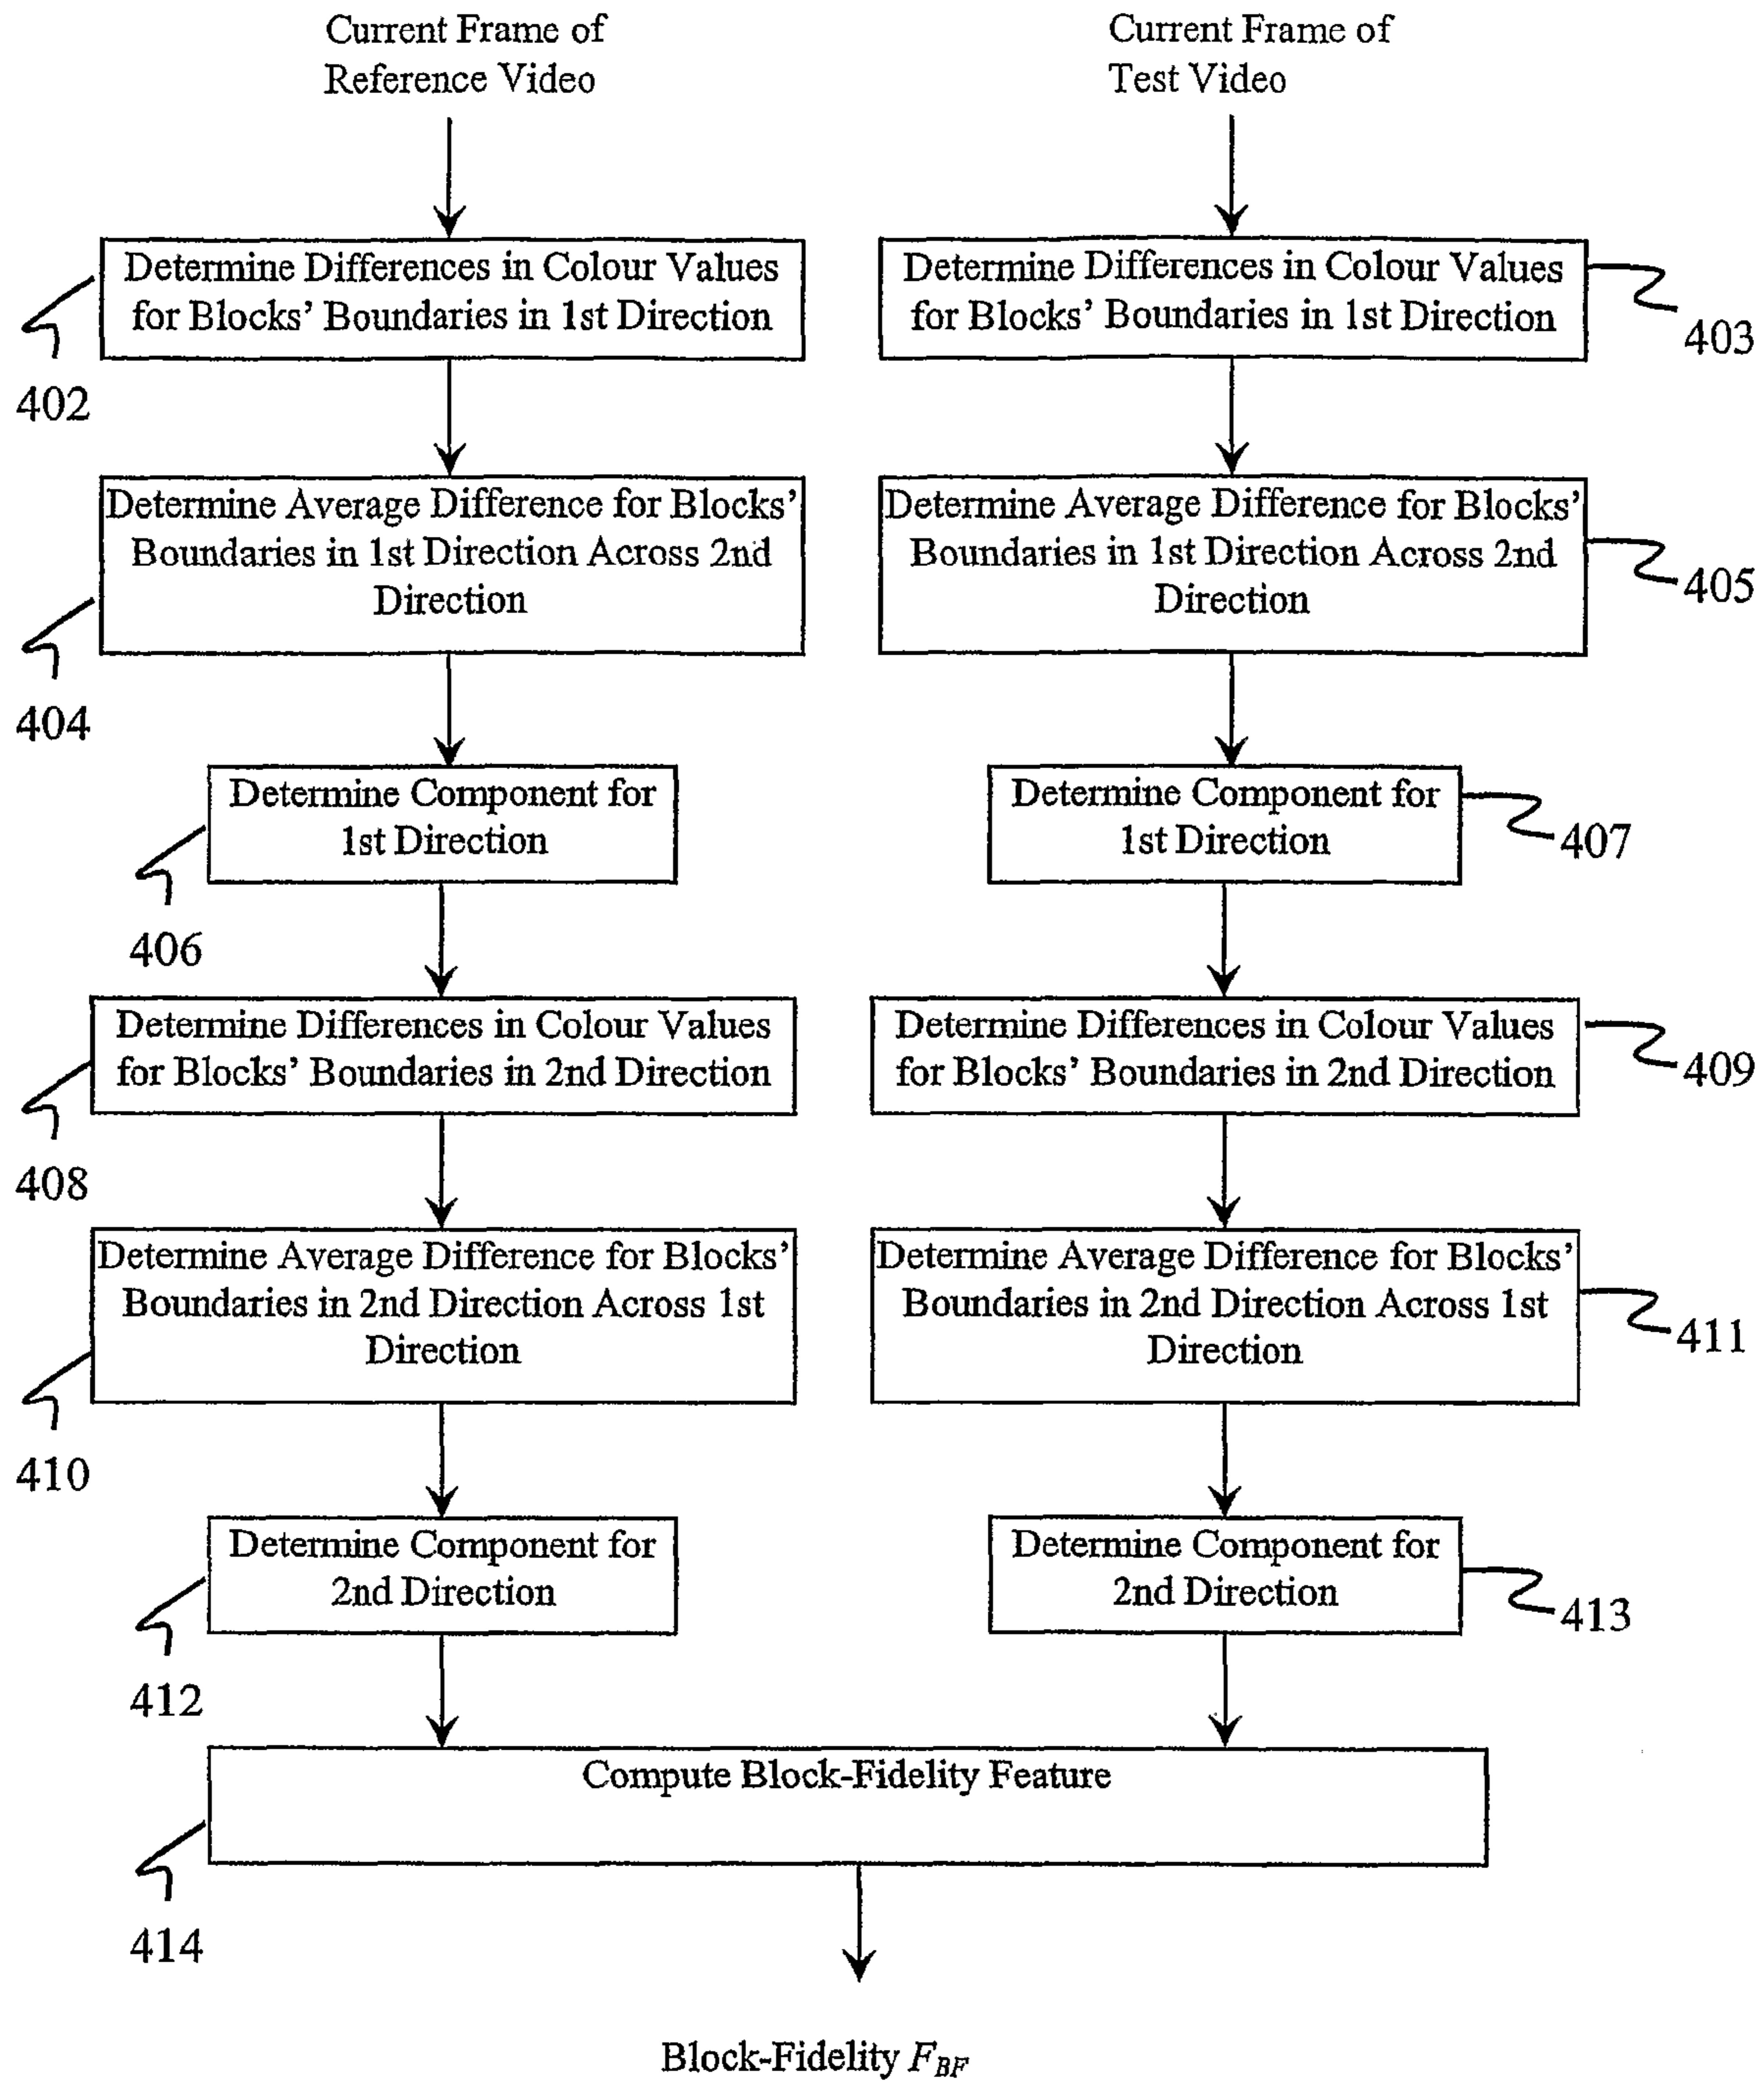 Current Frame of
Reference Video
Current Frame of
Test Video
Determine Differences in Colour Values
for Blocks' Boundaries in 1st Direction
402
Determine Differences in Colour Values
for Blocks' Boundaries in 1st Direction
403
Determine Average Difference for Blocks'
Boundaries in 1st Direction Across 2nd
Direction
404
Determine Average Difference for Blocks'
Boundaries in 1st Direction Across 2nd
Direction
405
Determine Component for
1st Direction
406
Determine Component for
1st Direction
407
Determine Differences in Colour Values
for Blocks' Boundaries in 2nd Direction
408
Determine Differences in Colour Values
for Blocks' Boundaries in 2nd Direction
409
Determine Average Difference for Blocks'
Boundaries in 2nd Direction Across 1st
Direction
410
Determine Average Difference for Blocks'
Boundaries in 2nd Direction Across 1st
Direction
411
Determine Component for
2nd Direction
412
Determine Component for
2nd Direction
413
Compute Block-Fidelity Feature
414
Block-Fidelity F_BF